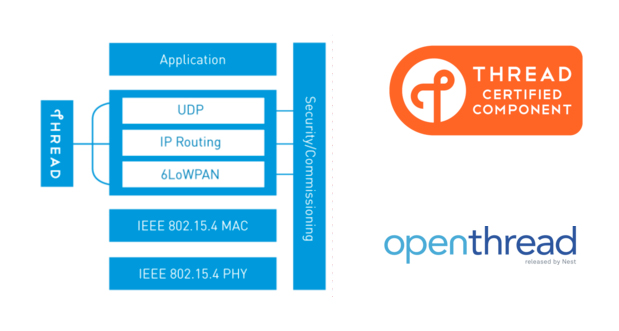 Application
UDP
IP Routing
6LoWPAN
IEEE 802.15.4 MAC
IEEE 802.15.4 PHY
THREAD
Security/Commissioning
THREAD
CERTIFIED
COMPONENT
openthread
released by Nest